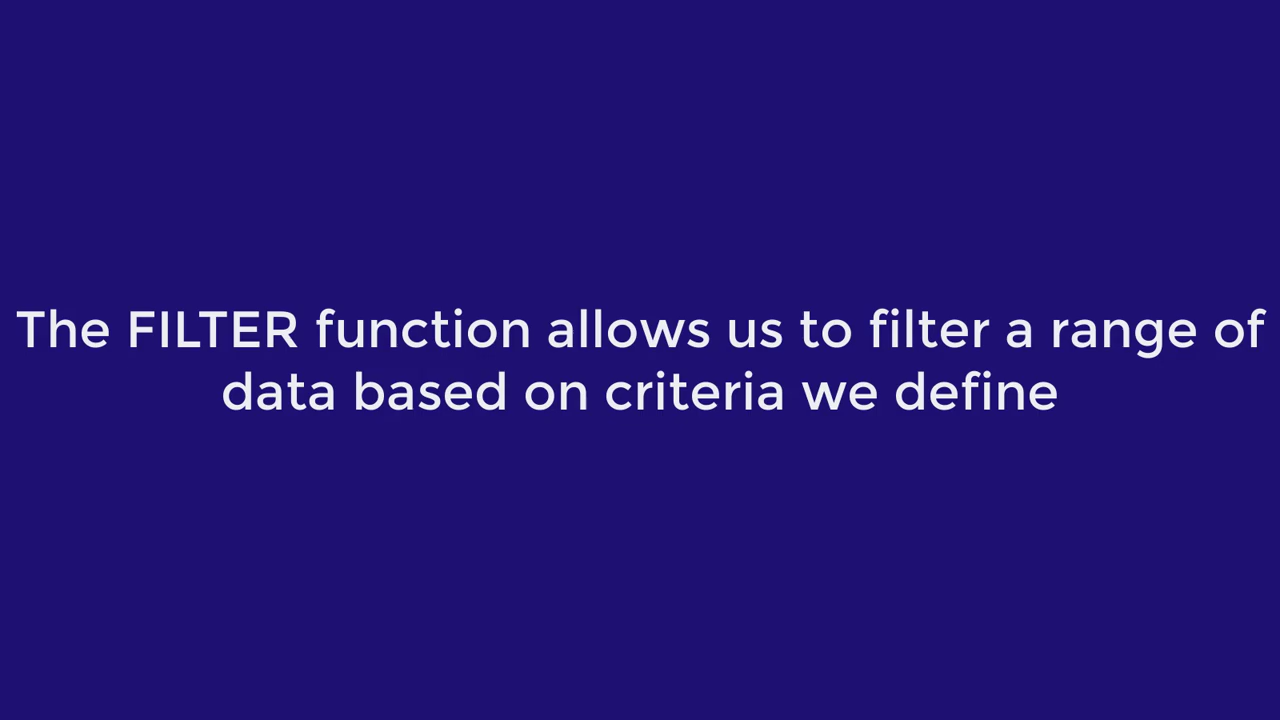 The FILTER function allows us to filter a range of
data based on criteria we define